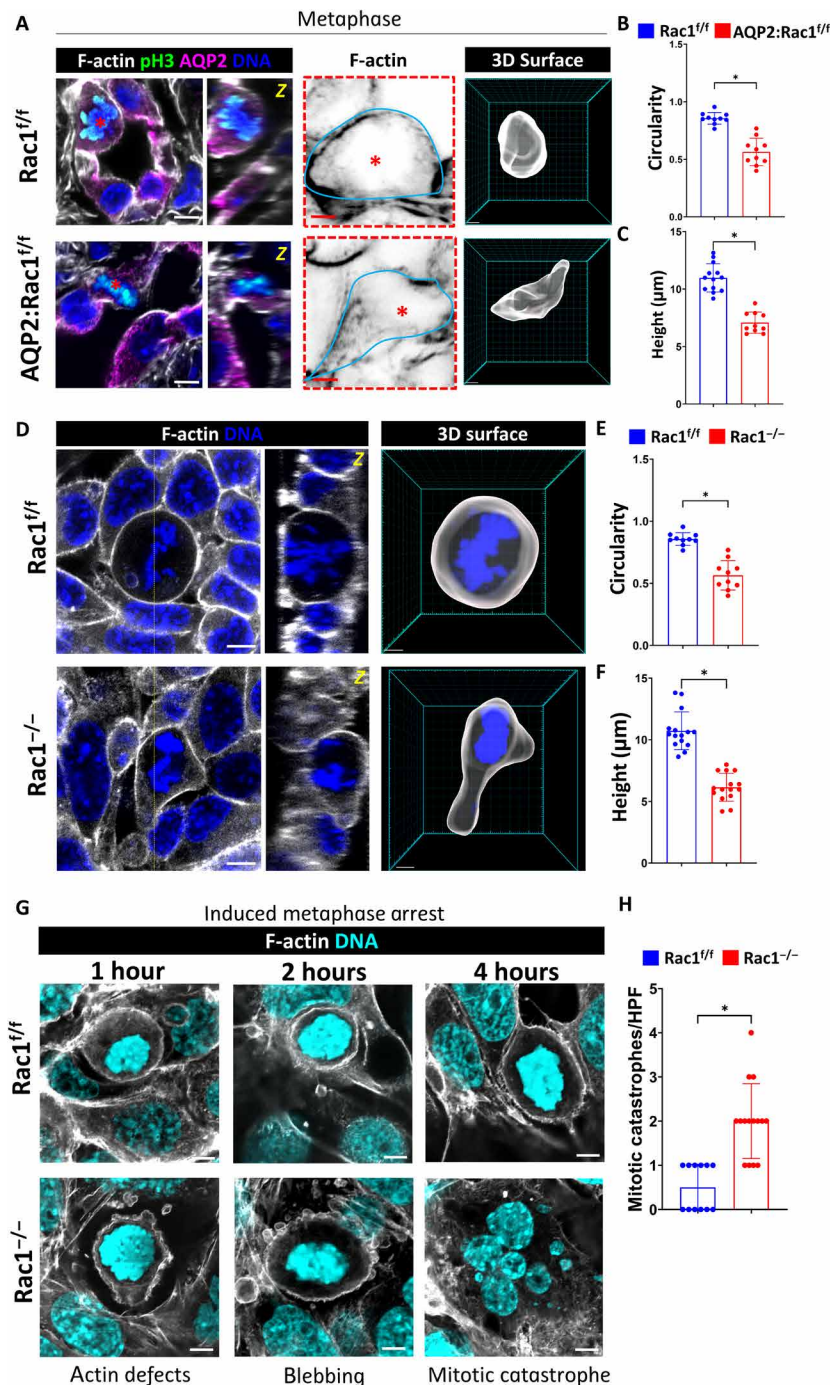 A
Metaphase
F-actin pH3 AQP2 DNA
F-actin
3D Surface
Rac1f/f
Z
*
*
AQP2:Rac1f/f
Z
*
*
B
Rac1f/f AQP2:Rac1f/f
Circularity
1.5
1.0
0.5
0.0
*
C
Height (µm)
15
10
5
0
*
D
F-actin DNA
3D surface
Rac1f/f
Z
Rac1−/−
Z
E
Rac1f/f Rac1−/−
Circularity
1.5
1.0
0.5
0.0
*
F
Height (µm)
15
10
5
0
*
G
Induced metaphase arrest
F-actin DNA
1 hour 2 hours 4 hours
Rac1f/f
Rac1−/−
Actin defects Blebbing Mitotic catastrophe
H
Rac1f/f Rac1−/−
Mitotic catastrophes/HPF
5
4
3
2
1
0
*